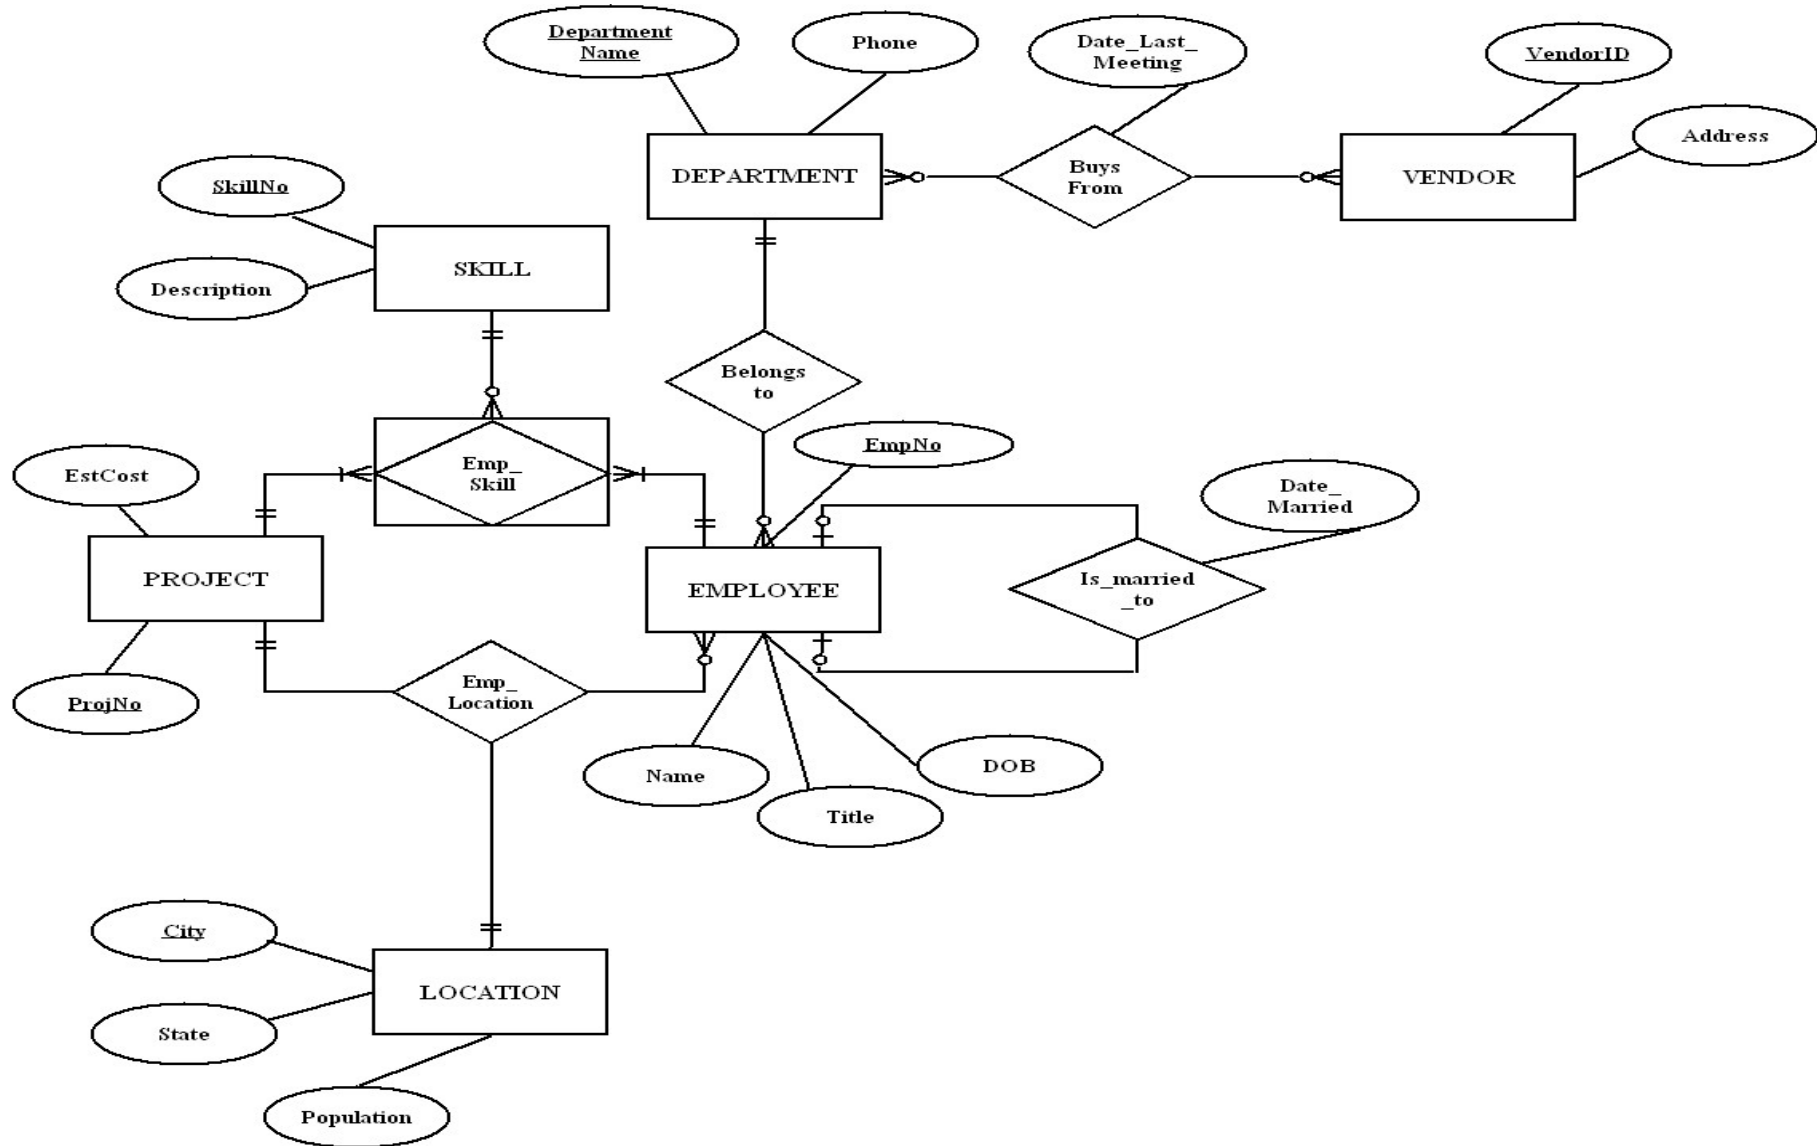 Department
Name
Phone
Date_Last_
Meeting
VendorID
Address
DEPARTMENT
Buys
From
VENDOR
SkillNo
SKILL
Description
Belongs
to
EmpNo
Emp_
Skill
EstCost
Date_
Married
PROJECT
EMPLOYEE
Is_married
_to
ProjNo
Emp_
Location
Name
DOB
Title
City
LOCATION
State
Population